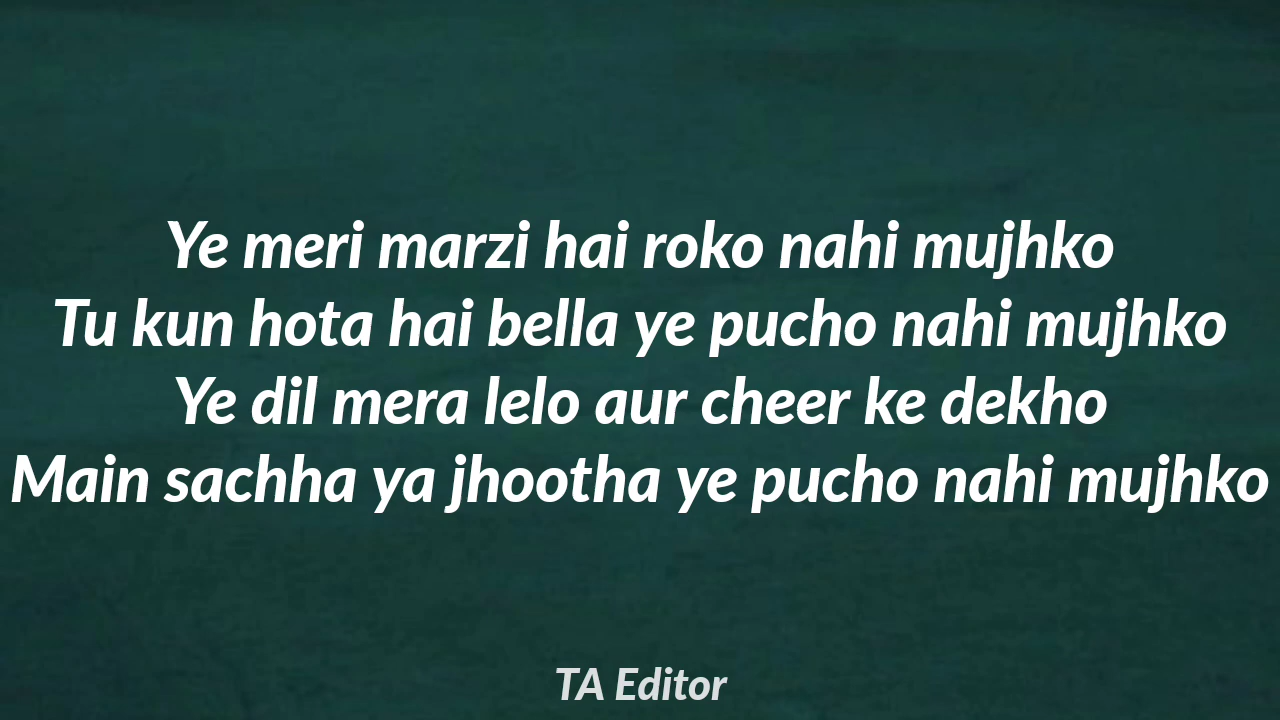 Ye meri marzi hai roko nahi mujhko
Tu kun hota hai bella ye pucho nahi mujhko
Ye dil mera lelo aur cheer ke dekho
Main sachha ya jhootha ye pucho nahi mujhko
TA Editor